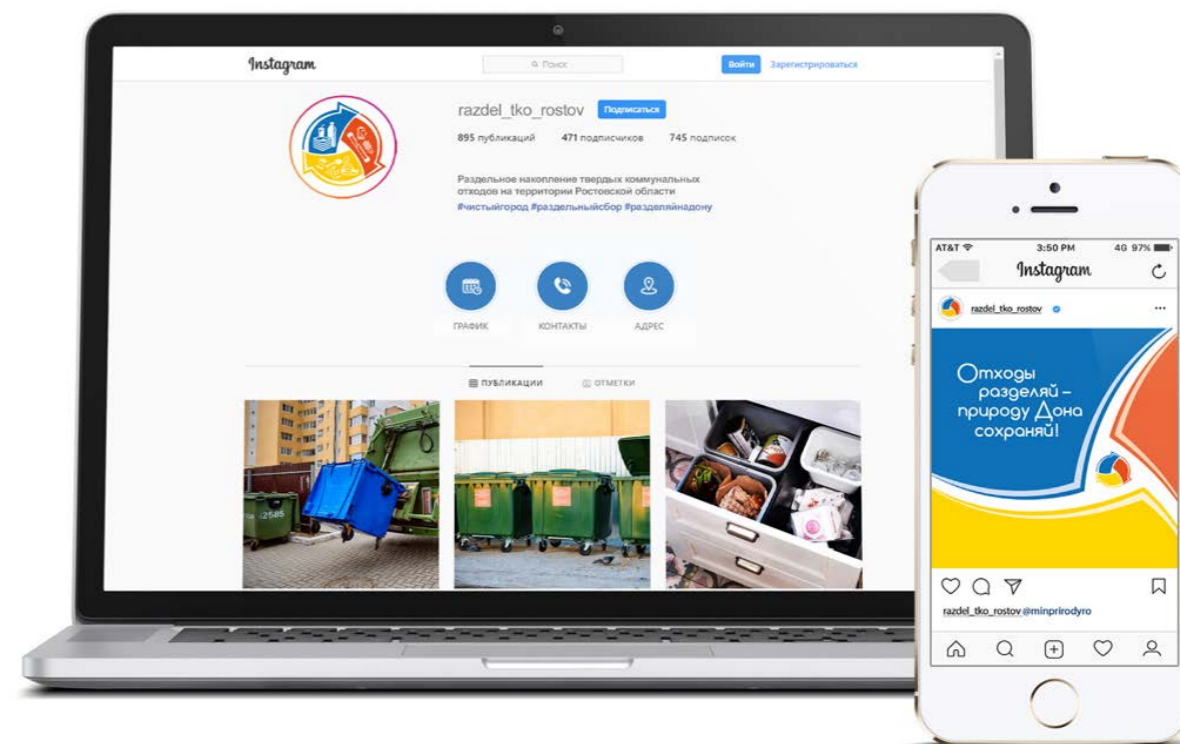 Instagram
Поиск
Войти Зарегистрироваться
razdel_tko_rostov Подписаться
895 публикаций 471 подписчиков 745 подписок
Раздельное накопление твердых коммунальных
отходов на территории Ростовской области
#чистыйгород #раздельныйсбор #разделяйнадону
ГРАФИК КОНТАКТЫ АДРЕС
ПУБЛИКАЦИИ ОТМЕТКИ
2585
AT&T 3:50 PM 4G 97%
Instagram
razdel_tko_rostov
Отходы
разделяй –
природу Дона
сохраняй!
razdel_tko_rostov @minprirodyro